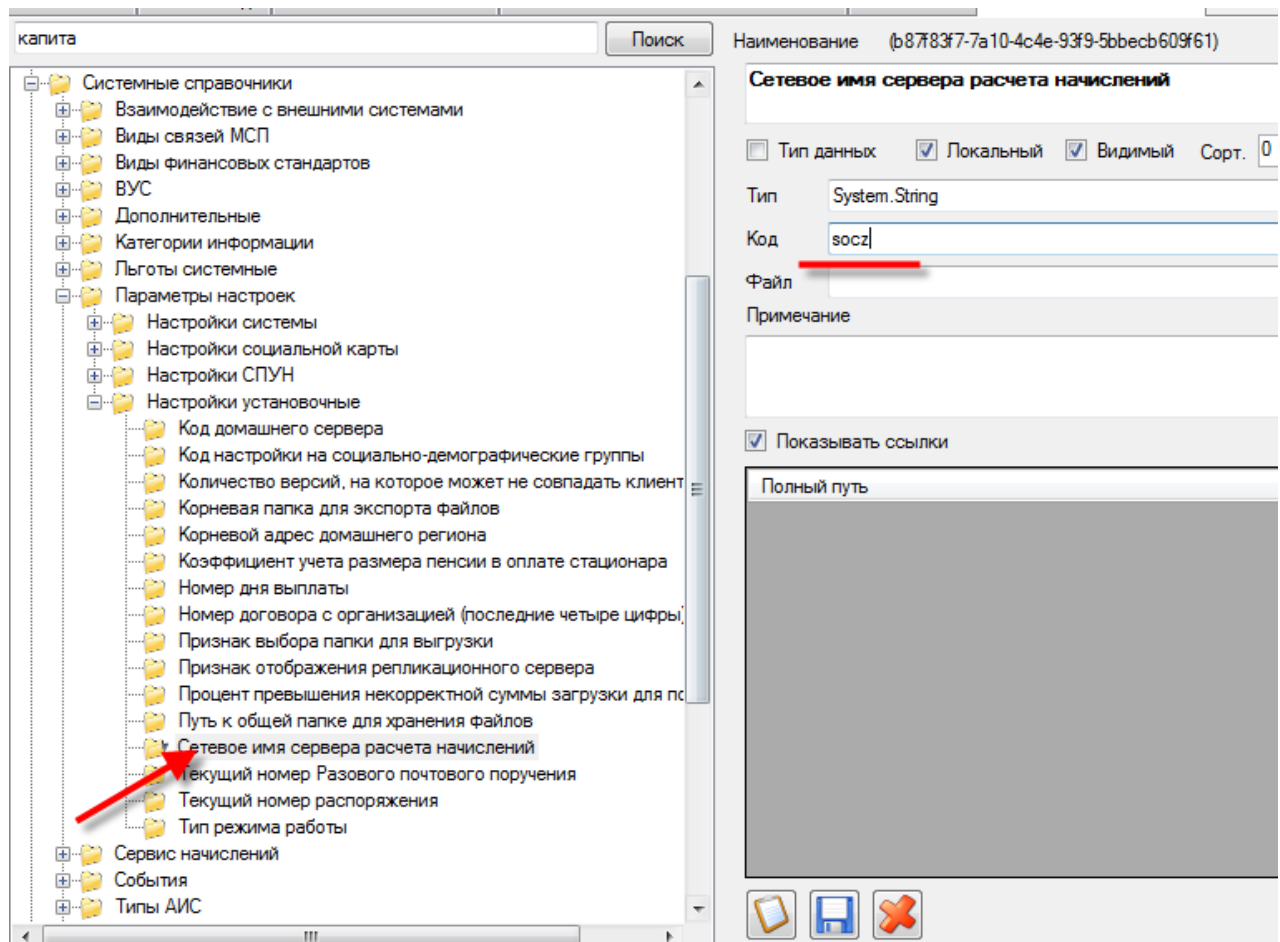 капита
Поиск
Системные справочники
Взаимодействие с внешними системами
Виды связей МСП
Виды финансовых стандартов
ВУС
Дополнительные
Категории информации
Льготы системные
Параметры настроек
Настройки системы
Настройки социальной карты
Настройки СПУН
Настройки установочные
Код домашнего сервера
Код настройки на социально-демографические группы
Количество версий, на которое может не совпадать клиент
Корневая папка для экспорта файлов
Корневой адрес домашнего региона
Коэффициент учета размера пенсии в оплате стационара
Номер дня выплаты
Номер договора с организацией (последние четыре цифры)
Признак выбора папки для выгрузки
Признак отображения репликационного сервера
Процент превышения некорректной суммы загрузки для по
Путь к общей папке для хранения файлов
Сетевое имя сервера расчета начислений
Текущий номер Разового почтового поручения
Текущий номер распоряжения
Тип режима работы
Сервис начислений
События
Типы АИС
Наименование (b87f83f7-7a10-4c4e-93f9-5bbecb609f61)
Сетевое имя сервера расчета начислений
Тип данных Локальный Видимый Сорт. 0
Тип System.String
Код socz
Файл
Примечание
Показывать ссылки
Полный путь